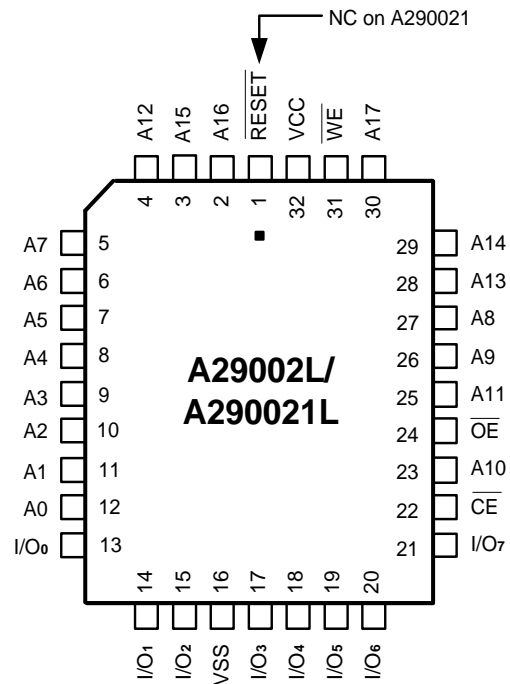 NC on A290021
A12 A15 A16 RESET VCC WE A17
4 3 2 1 32 31 30
A7 5 29 A14
A6 6 28 A13
A5 7 27 A8
A4 8 26 A9
A3 9 25 A11
A2 10 24 OE
A1 11 23 A10
A0 12 22 CE
I/O0 13 21 I/O7
A29002L/
A290021L
14 15 16 17 18 19 20
I/O1 I/O2 VSS I/O3 I/O4 I/O5 I/O6